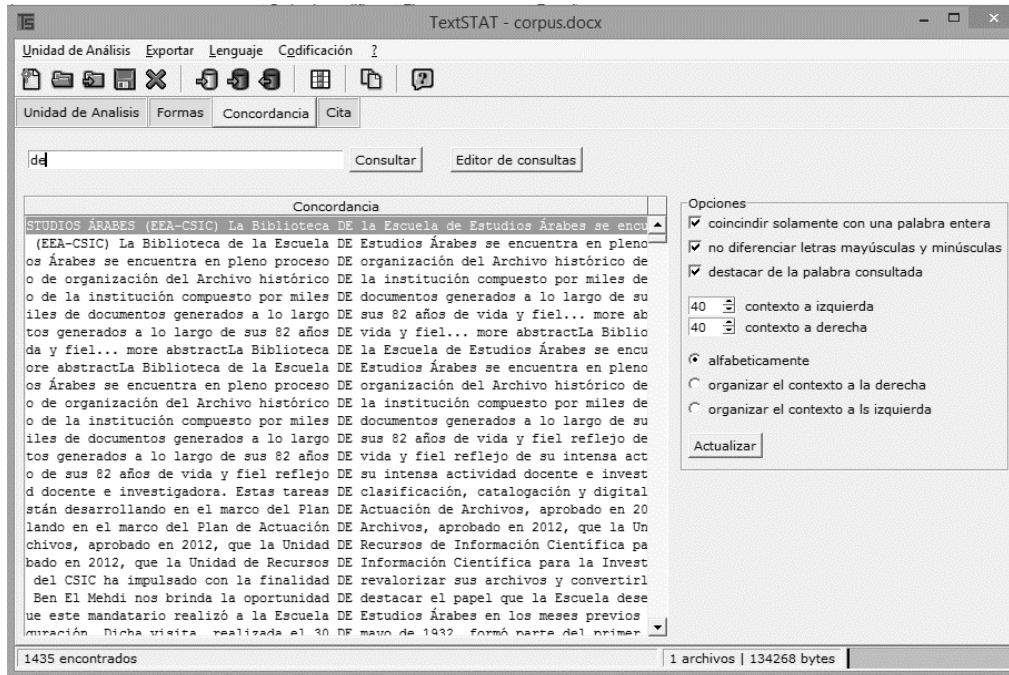 TextSTAT - corpus.docx
Unidad de Análisis Exportar Lenguaje Codificación ?
Unidad de Analisis Formas Concordancia Cita
de Consultar Editor de consultas
Concordancia
STUDIOS ÁRABES (EEA-CSIC) La Biblioteca DE la Escuela de Estudios Árabes se encu
(EEA-CSIC) La Biblioteca de la Escuela DE Estudios Árabes se encuentra en pleno
os Árabes se encuentra en pleno proceso DE organización del Archivo histórico de
o de organización del Archivo histórico DE la institución compuesto por miles de
o de la institución compuesto por miles DE documentos generados a lo largo de su
iles de documentos generados a lo largo DE sus 82 años de vida y fiel... more ab
tos generados a lo largo de sus 82 años DE vida y fiel... more abstractLa Biblio
da y fiel... more abstractLa Biblioteca DE la Escuela de Estudios Árabes se encu
ore abstractLa Biblioteca de la Escuela DE Estudios Árabes se encuentra en pleno
os Árabes se encuentra en pleno proceso DE organización del Archivo histórico de
o de organización del Archivo histórico DE la institución compuesto por miles de
o de la institución compuesto por miles DE documentos generados a lo largo de su
iles de documentos generados a lo largo DE sus 82 años de vida y fiel reflejo de
tos generados a lo largo de sus 82 años DE vida y fiel reflejo de su intensa act
o de sus 82 años de vida y fiel reflejo DE su intensa actividad docente e invest
d docente e investigadora. Estas tareas DE clasificación, catalogación y digital
stán desarrollando en el marco del Plan DE Actuación de Archivos, aprobado en 20
lando en el marco del Plan de Actuación DE Archivos, aprobado en 2012, que la Un
chivos, aprobado en 2012, que la Unidad DE Recursos de Información Científica pa
bado en 2012, que la Unidad de Recursos DE Información Científica para la Invest
del CSIC ha impulsado con la finalidad DE revalorizar sus archivos y convertirl
Ben El Mehdi nos brinda la oportunidad DE destacar el papel que la Escuela dese
ue este mandatario realizó a la Escuela DE Estudios Árabes en los meses previos
guración. Dicha visita, realizada el 30 DE mayo de 1932, formó parte del primer
Opciones
coincidir solamente con una palabra entera
no diferenciar letras mayúsculas y minúsculas
destacar de la palabra consultada
40 contexto a izquierda
40 contexto a derecha
alfabeticamente
organizar el contexto a la derecha
organizar el contexto a ls izquierda
Actualizar
1435 encontrados
1 archivos | 134268 bytes